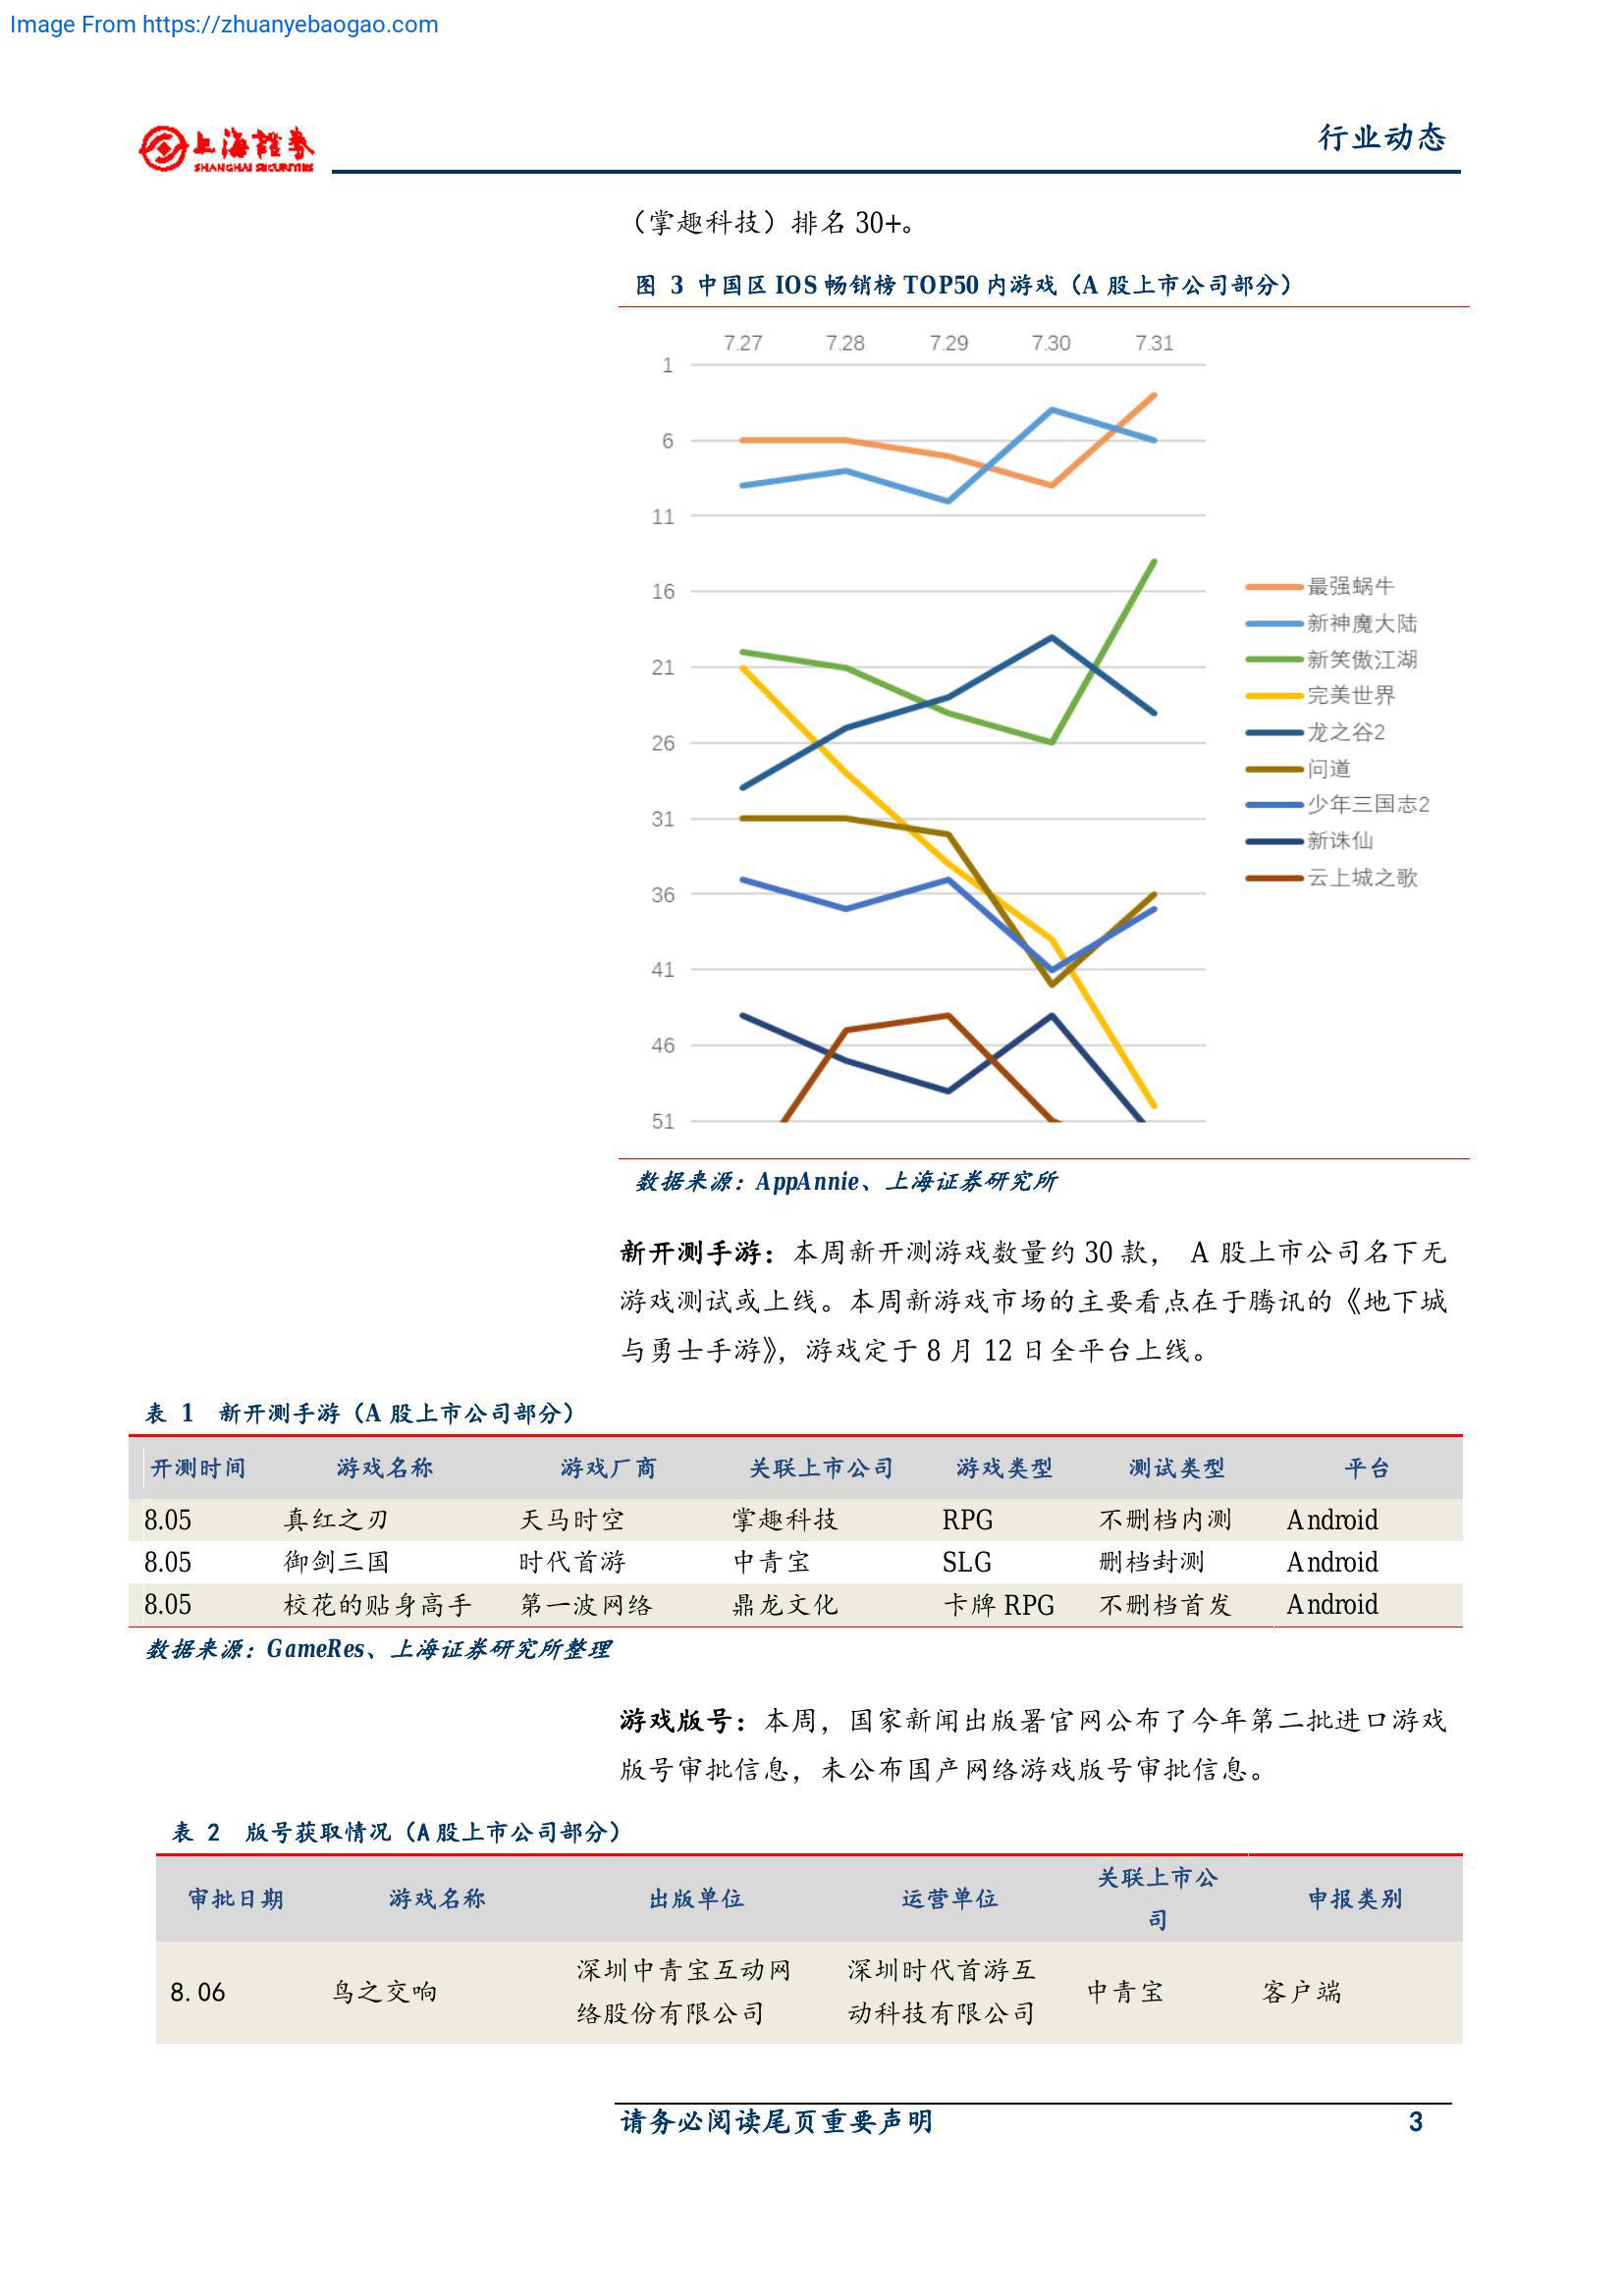 Image From https://zhuanyebaogao.com
上海證券
SHANGHAI SECURITIES
行业动态
（掌趣科技）排名 30+。
图 3 中国区 IOS 畅销榜 TOP50 内游戏（A 股上市公司部分）
7.27 7.28 7.29 7.30 7.31
1
6
11
16
21
26
31
36
41
46
51
最强蜗牛
新神魔大陆
新笑傲江湖
完美世界
龙之谷2
问道
少年三国志2
新诛仙
云上城之歌
数据来源：AppAnnie、上海证券研究所
新开测手游：本周新开测游戏数量约 30 款， A 股上市公司名下无
游戏测试或上线。本周新游戏市场的主要看点在于腾讯的《地下城
与勇士手游》，游戏定于 8 月 12 日全平台上线。
表 1 新开测手游（A 股上市公司部分）
开测时间 游戏名称 游戏厂商 关联上市公司 游戏类型 测试类型 平台
8.05 真红之刃 天马时空 掌趣科技 RPG 不删档内测 Android
8.05 御剑三国 时代首游 中青宝 SLG 删档封测 Android
8.05 校花的贴身高手 第一波网络 鼎龙文化 卡牌 RPG 不删档首发 Android
数据来源：GameRes、上海证券研究所整理
游戏版号：本周，国家新闻出版署官网公布了今年第二批进口游戏
版号审批信息，未公布国产网络游戏版号审批信息。
表 2 版号获取情况（A 股上市公司部分）
审批日期 游戏名称 出版单位 运营单位 关联上市公
司 申报类别
8.06 鸟之交响 深圳中青宝互动网
络股份有限公司 深圳时代首游互
动科技有限公司 中青宝 客户端
请务必阅读尾页重要声明 3